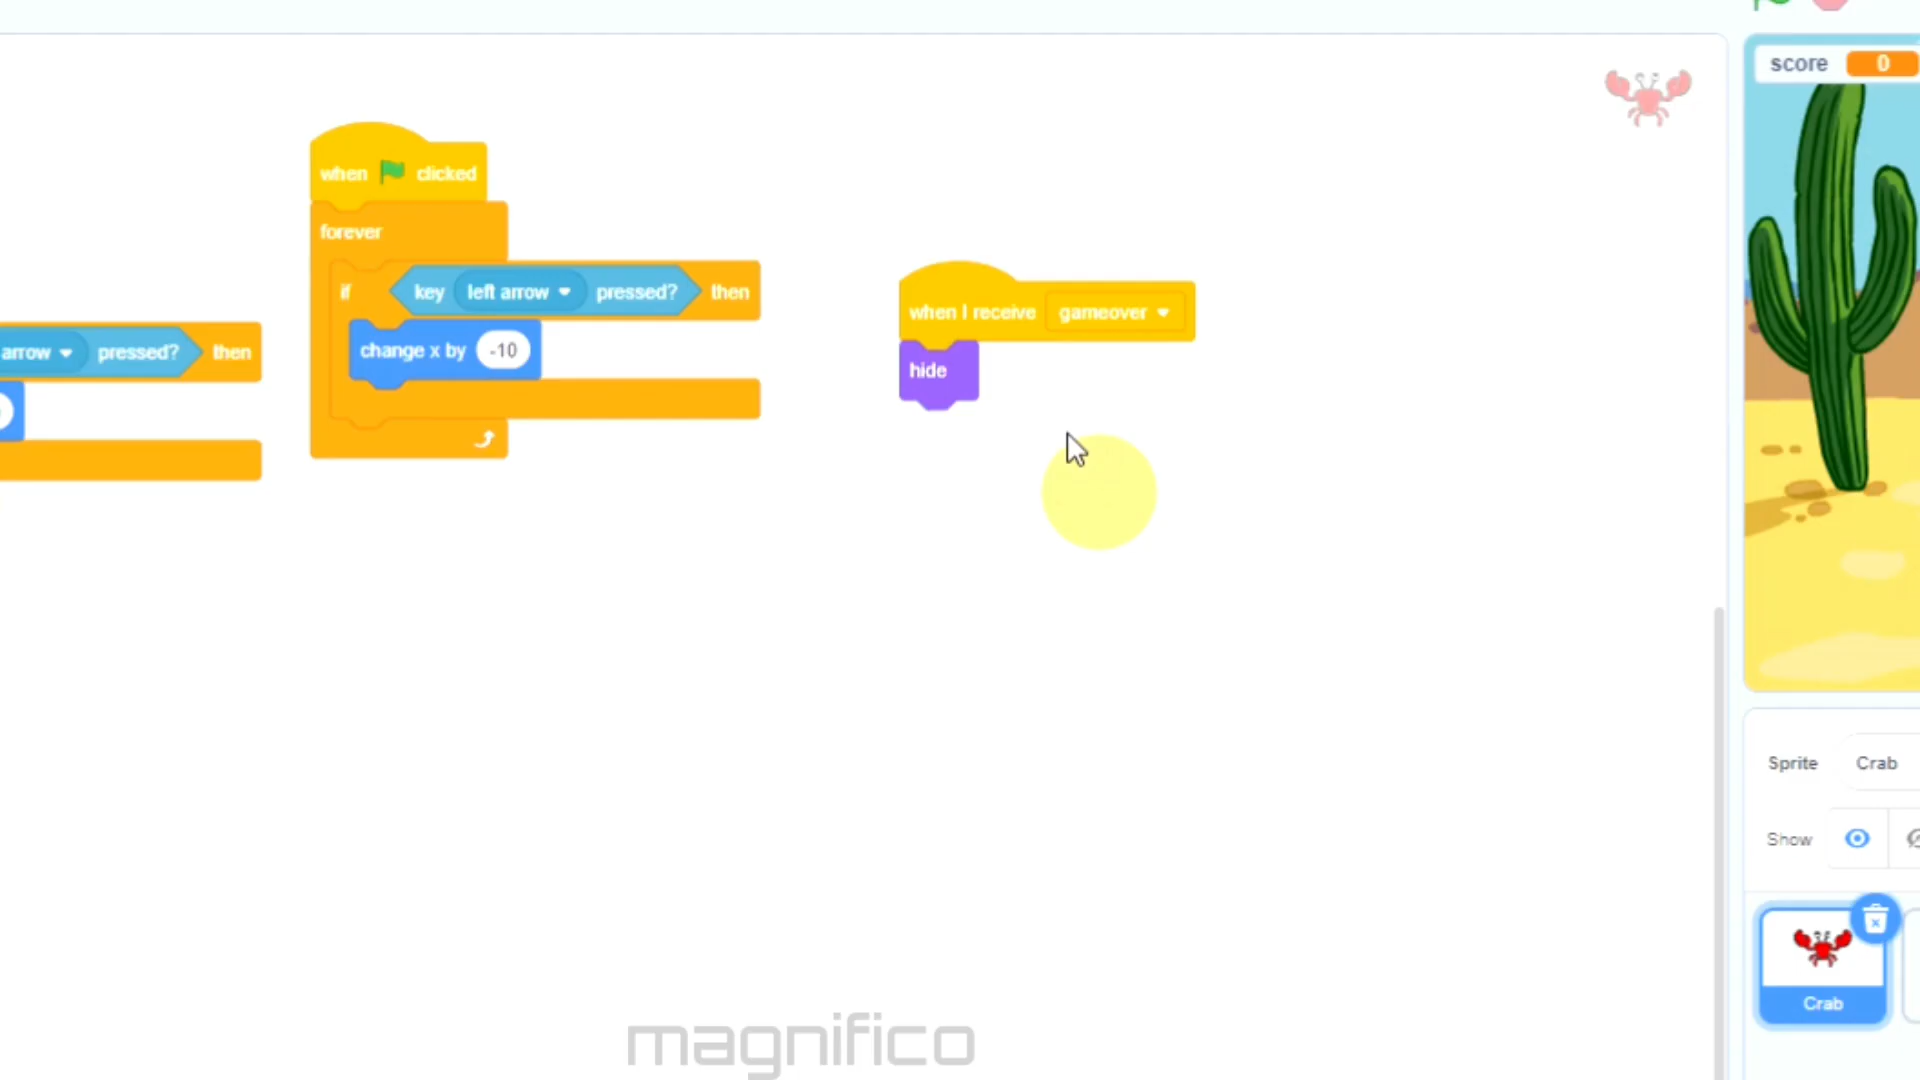 when clicked
forever
if key left arrow pressed? then
change x by -10
arrow pressed? then
when I receive gameover
hide
score 0
Sprite Crab
Show
Crab
magnifico